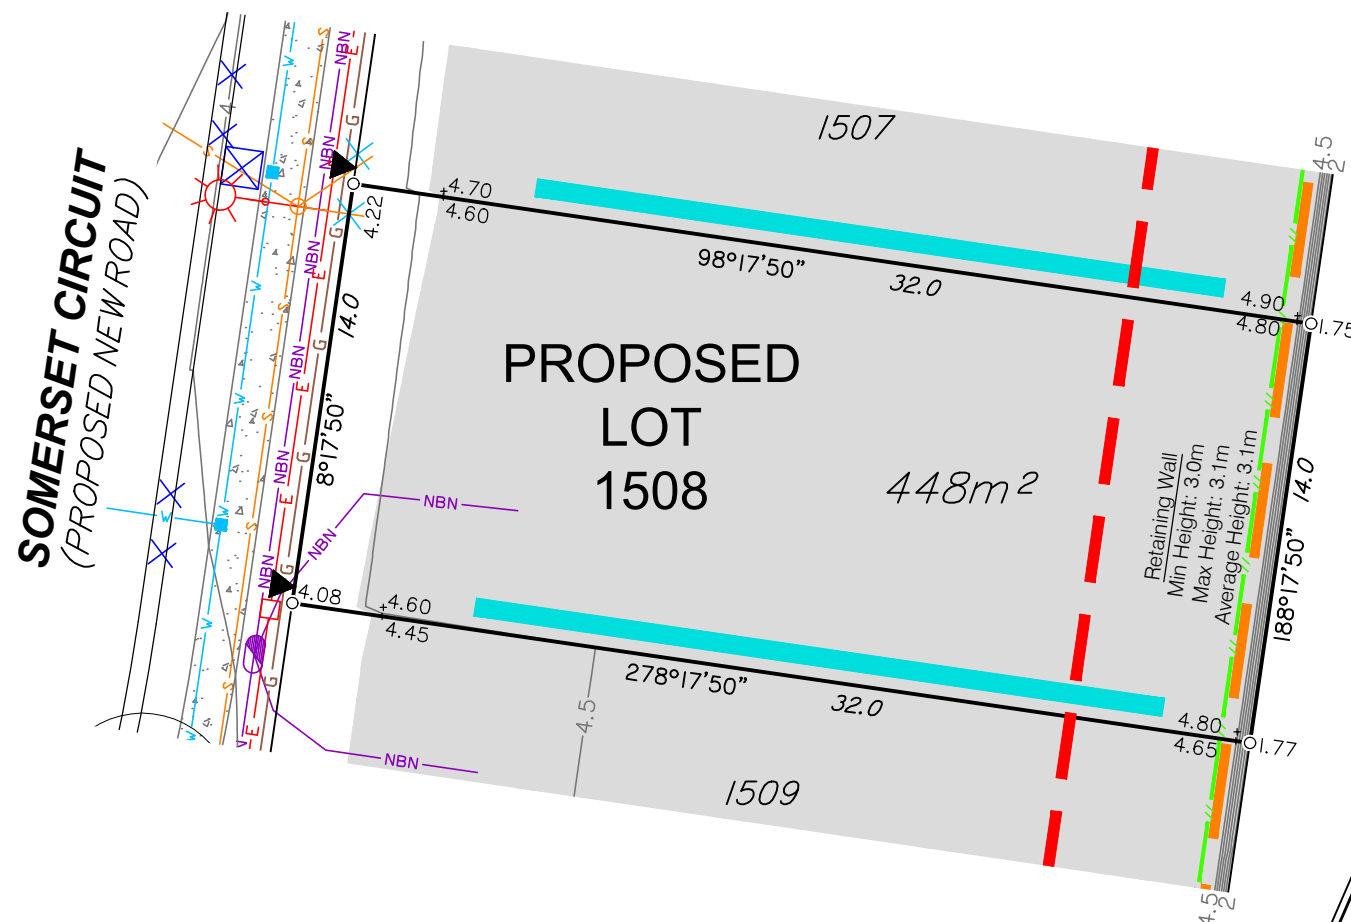 1507
4.5
2
SOMERSET CIRCUIT
(PROPOSED NEW ROAD)
4
NBN
E
G
W
S
4.22
4.70
4.60
98°17'50"
32.0
4.90
4.80
1.75
14.0
8°17'50"
PROPOSED
LOT
1508
448m²
Retaining Wall
Min Height: 3.0m
Max Height: 3.1m
Average Height: 3.1m
14.0
188°17'50"
NBN
NBN
4.08
4.60
4.45
278°17'50"
32.0
4.80
4.65
1.77
4.5
1509
NBN
4.5
2